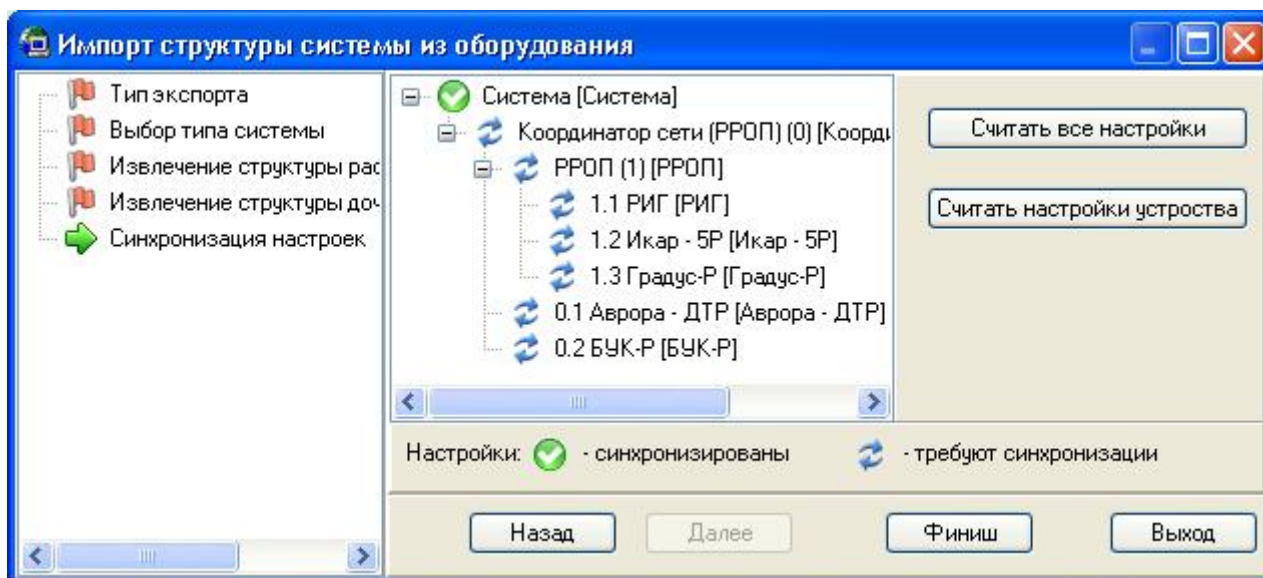 Импорт структуры системы из оборудования
Тип экспорта
Выбор типа системы
Извлечение структуры рас
Извлечение структуры доч
Синхронизация настроек
Система [Система]
Координатор сети (РРОП) (0) [Коорди
РРОП (1) [РРОП]
1.1 РИГ [РИГ]
1.2 Икар - 5Р [Икар - 5Р]
1.3 Градус-Р [Градус-Р]
0.1 Аврора - ДТР [Аврора - ДТР]
0.2 БУК-Р [БУК-Р]
Считать все настройки
Считать настройки устроства
Настройки: - синхронизированы - требуют синхронизации
Назад Далее Финиш Выход